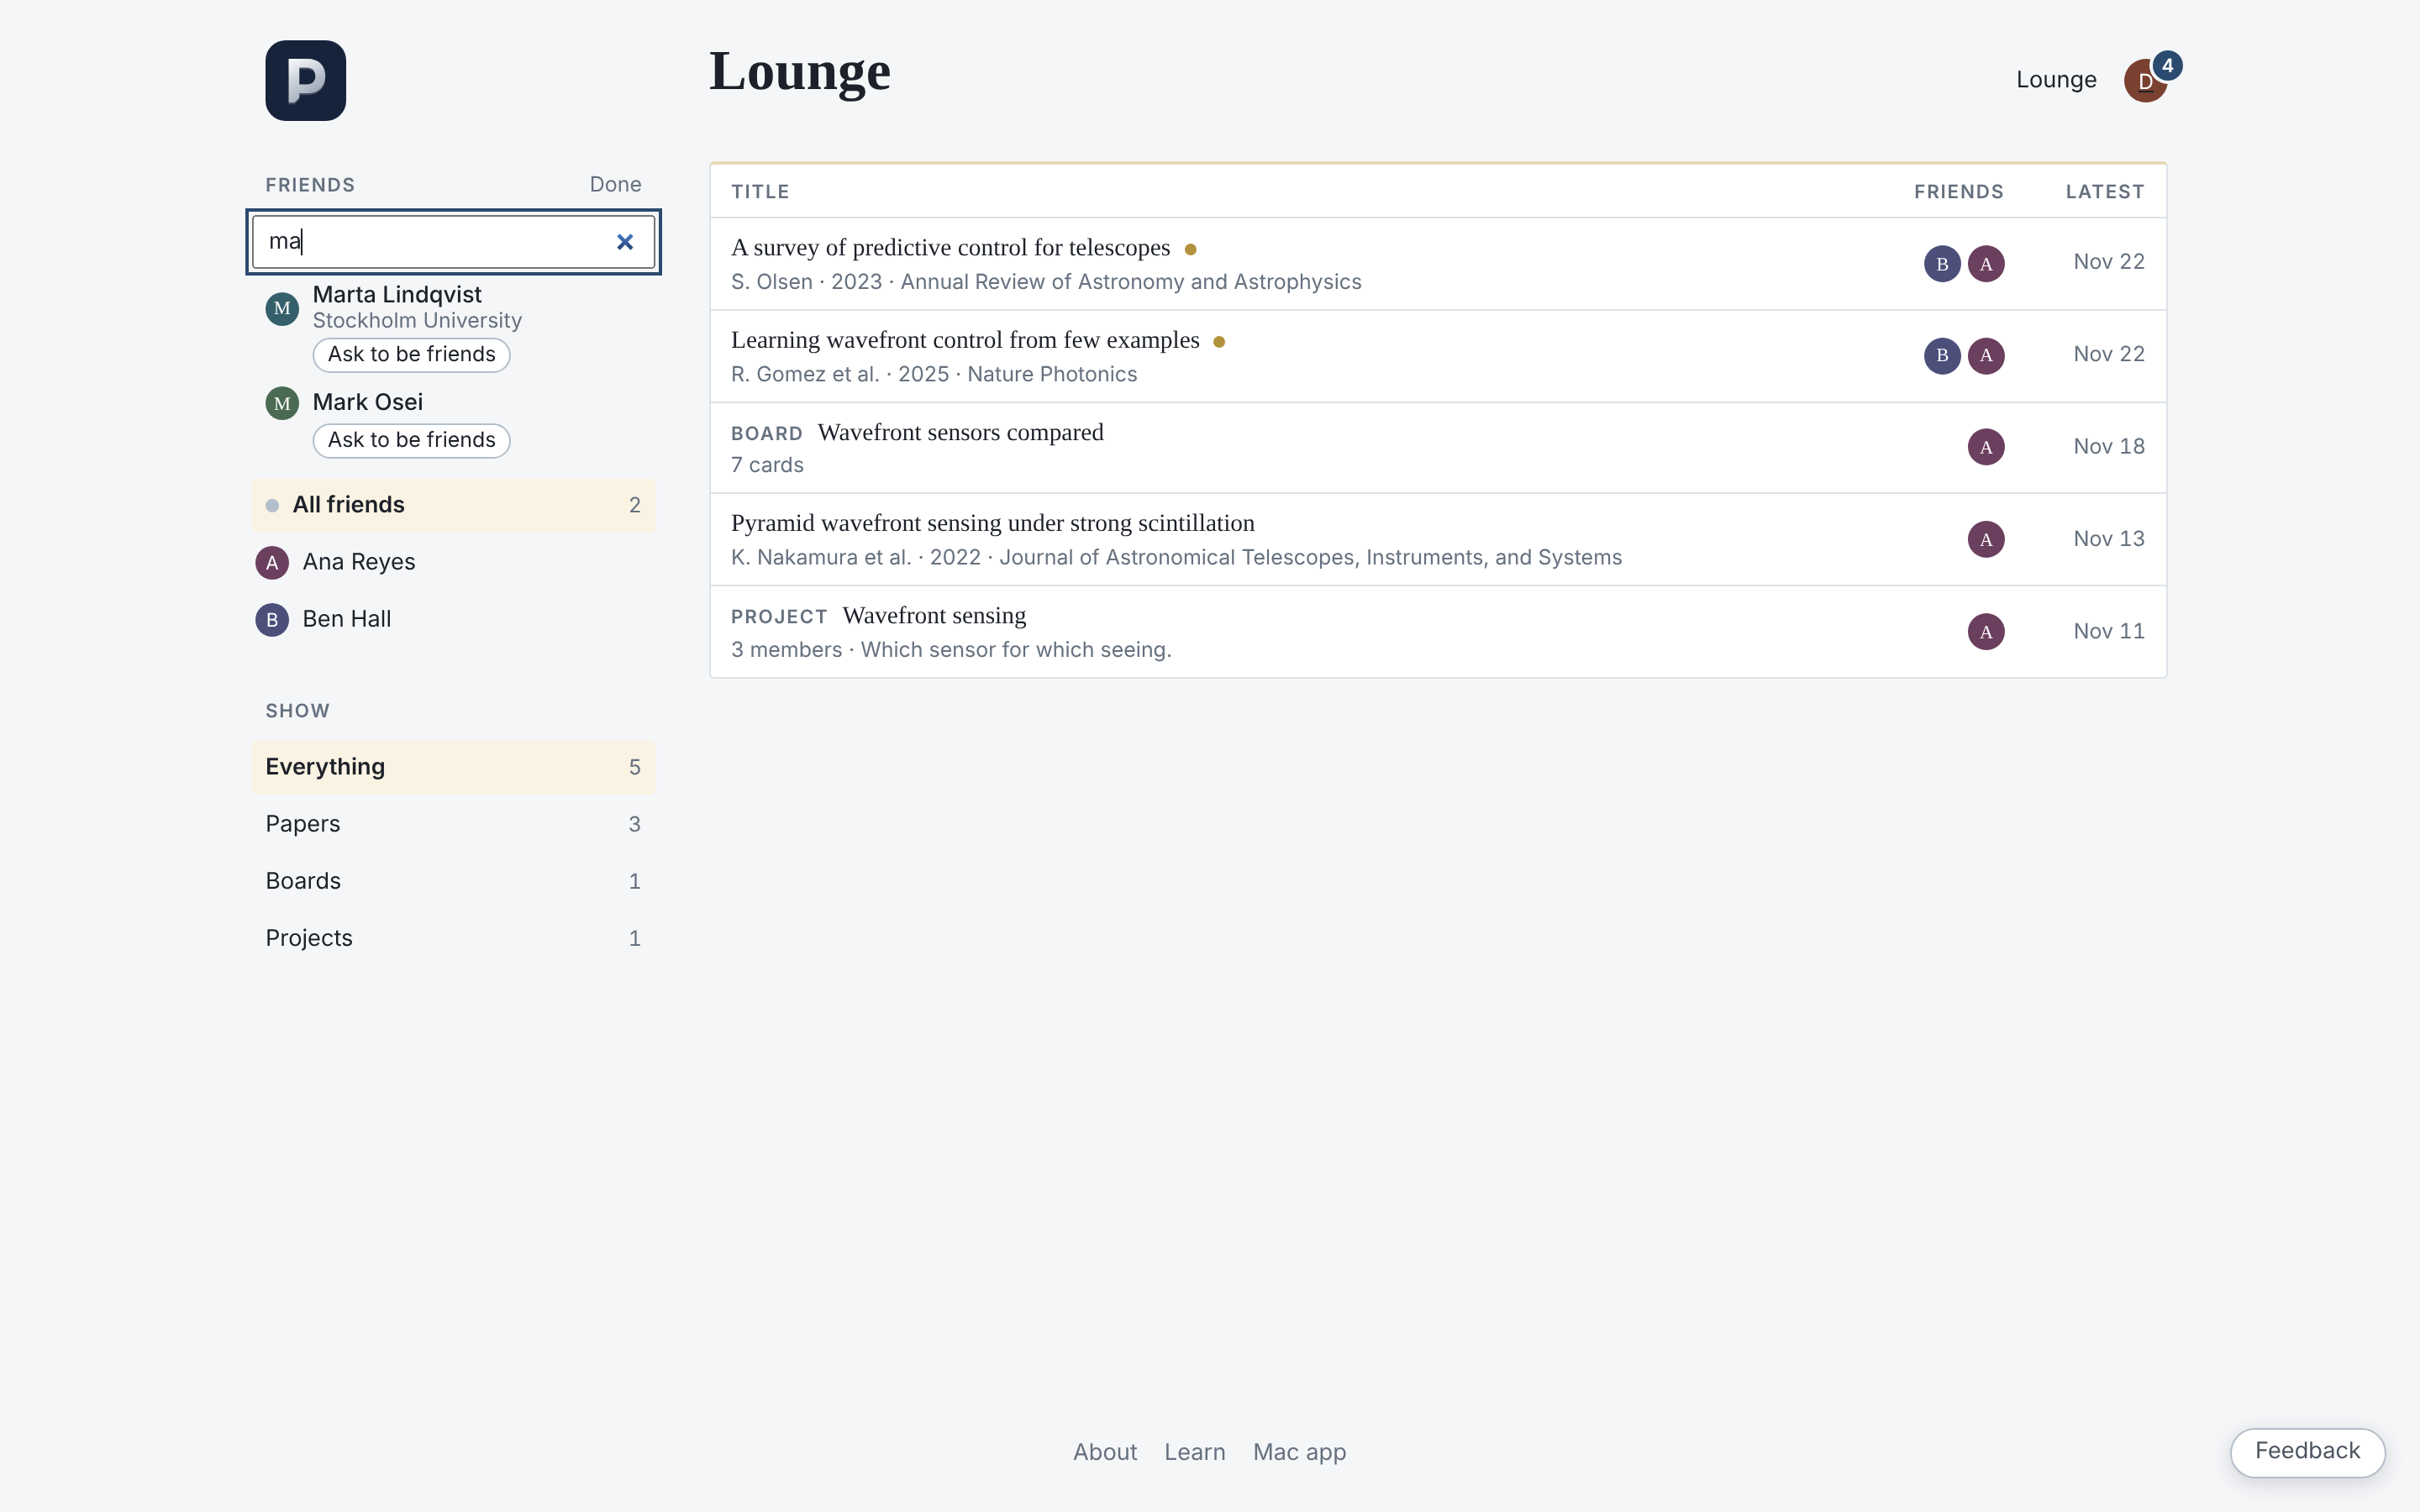 P
Lounge
Lounge
D
4
FRIENDS
Done
ma
M
Marta Lindqvist
Stockholm University
Ask to be friends
M
Mark Osei
Ask to be friends
All friends 2
A Ana Reyes
B Ben Hall
SHOW
Everything 5
Papers 3
Boards 1
Projects 1
TITLE FRIENDS LATEST
A survey of predictive control for telescopes
S. Olsen · 2023 · Annual Review of Astronomy and Astrophysics
B A Nov 22
Learning wavefront control from few examples
R. Gomez et al. · 2025 · Nature Photonics
B A Nov 22
BOARD Wavefront sensors compared
7 cards
A Nov 18
Pyramid wavefront sensing under strong scintillation
K. Nakamura et al. · 2022 · Journal of Astronomical Telescopes, Instruments, and Systems
A Nov 13
PROJECT Wavefront sensing
3 members · Which sensor for which seeing.
A Nov 11
About Learn Mac app
Feedback